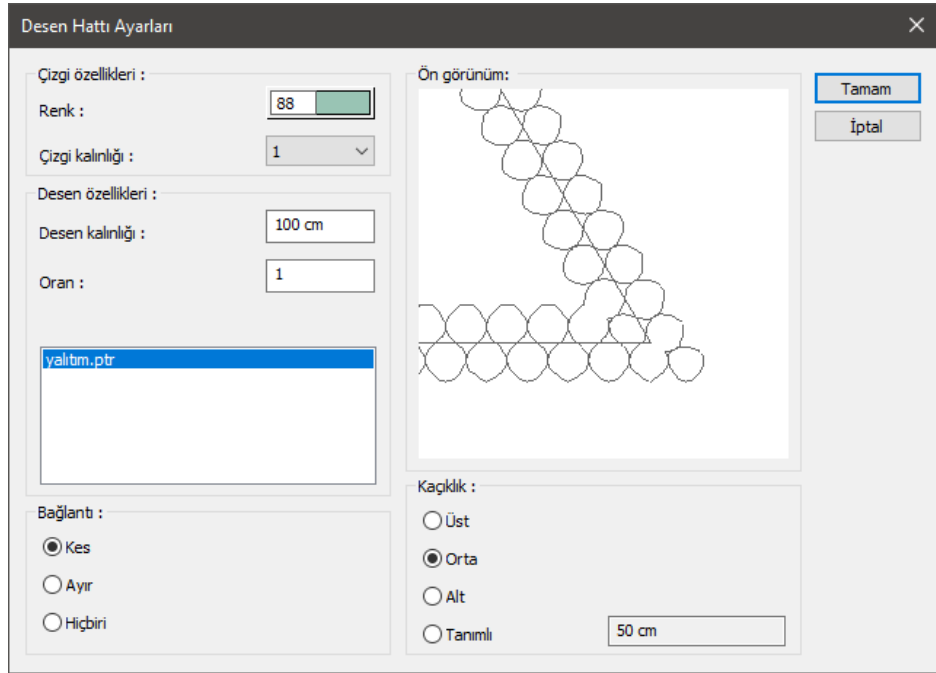 Desen Hattı Ayarları
Çizgi özellikleri :
Renk :
88
Çizgi kalınlığı :
1
Desen özellikleri :
Desen kalınlığı :
100 cm
Oran :
1
yalıtım.ptr
Bağlantı :
Kes
Ayır
Hiçbiri
Ön görünüm:
Kaçıklık :
Üst
Orta
Alt
Tanımlı
50 cm
Tamam
İptal